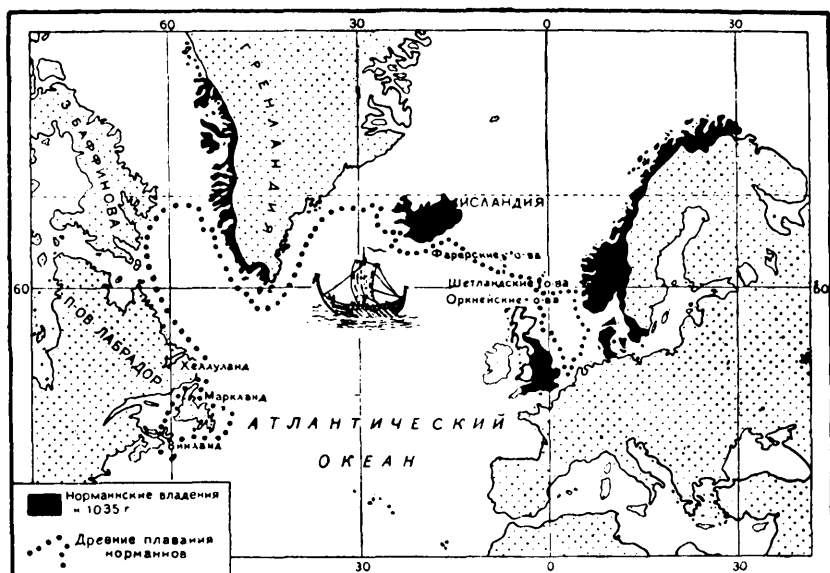 60
30
0
30
ГРЕНЛАНДИЯ
З. БАФФИНОВА
ИСЛАНДИЯ
Фарерские о-ва
60
Шетландские о-ва
60
Оркнейские о-ва
П-ОВ ЛАБРАДОР
Хеллуланд
Маркланд
АТЛАНТИЧЕСКИЙ
Винланд
ОКЕАН
Норманнские владения
к 1035 г
Древние плавания
норманнов
30
0
30